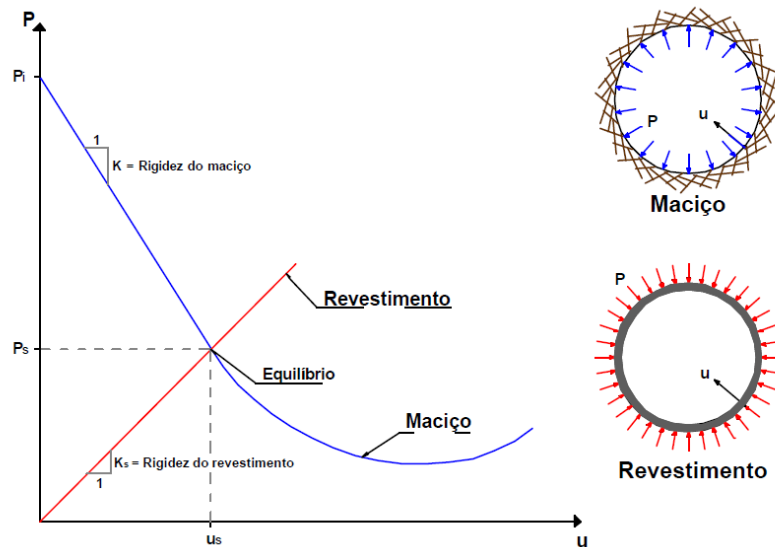 P
Pi
1
K = Rigidez do maciço
Revestimento
Ps
Equilíbrio
Maciço
Ks = Rigidez do revestimento
1
us
u
P
u
Maciço
P
u
Revestimento